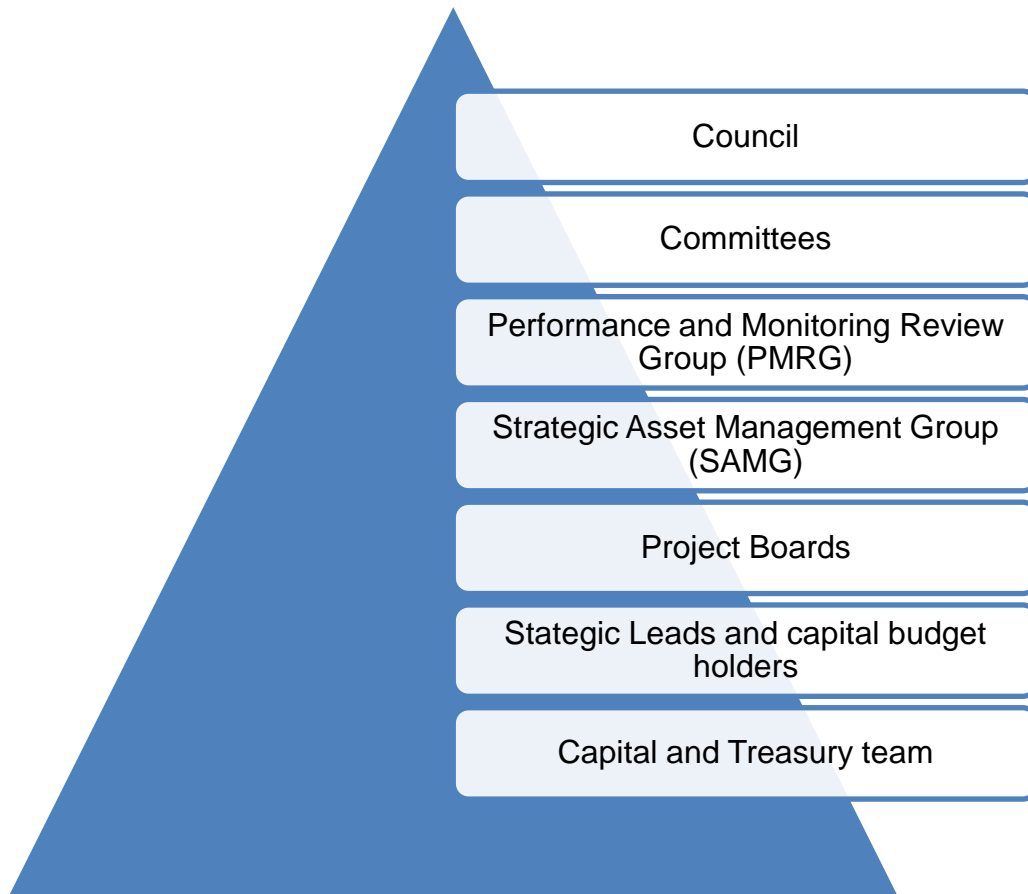 Council
Committees
Performance and Monitoring Review
Group (PMRG)
Strategic Asset Management Group
(SAMG)
Project Boards
Stategic Leads and capital budget
holders
Capital and Treasury team